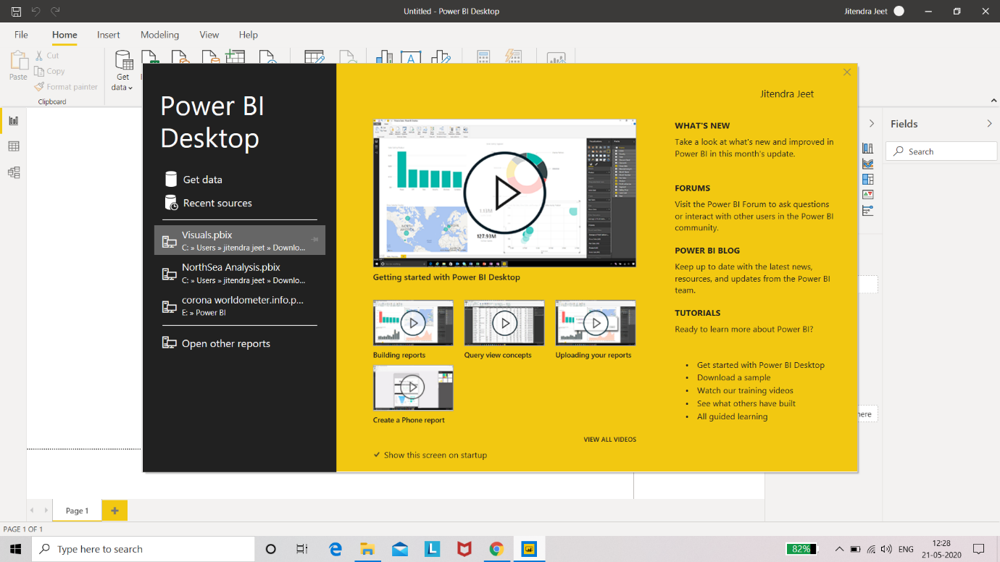 Untitled - Power BI Desktop
Jitendra Jeet
File
Home
Insert
Modeling
View
Help
Paste
Cut
Copy
Format painter
Clipboard
Get
data
Power BI
Desktop
Get data
Recent sources
Visuals.pbix
C: » Users » jitendra jeet » Downlo...
NorthSea Analysis.pbix
C: » Users » jitendra jeet » Downlo...
corona worldometer.info.p...
E: » Power BI
Open other reports
Jitendra Jeet
127.93M
Getting started with Power BI Desktop
Building reports
Query view concepts
Uploading your reports
Create a Phone report
VIEW ALL VIDEOS
Show this screen on startup
WHAT'S NEW
Take a look at what's new and improved in
Power BI in this month's update.
FORUMS
Visit the Power BI Forum to ask questions
or interact with other users in the Power BI
community.
POWER BI BLOG
Keep up to date with the latest news,
resources, and updates from the Power BI
team.
TUTORIALS
Ready to learn more about Power BI?
• Get started with Power BI Desktop
• Download a sample
• Watch our training videos
• See what others have built
• All guided learning
Fields
Search
here
Page 1
PAGE 1 OF 1
Type here to search
82%
ENG
12:28
21-05-2020